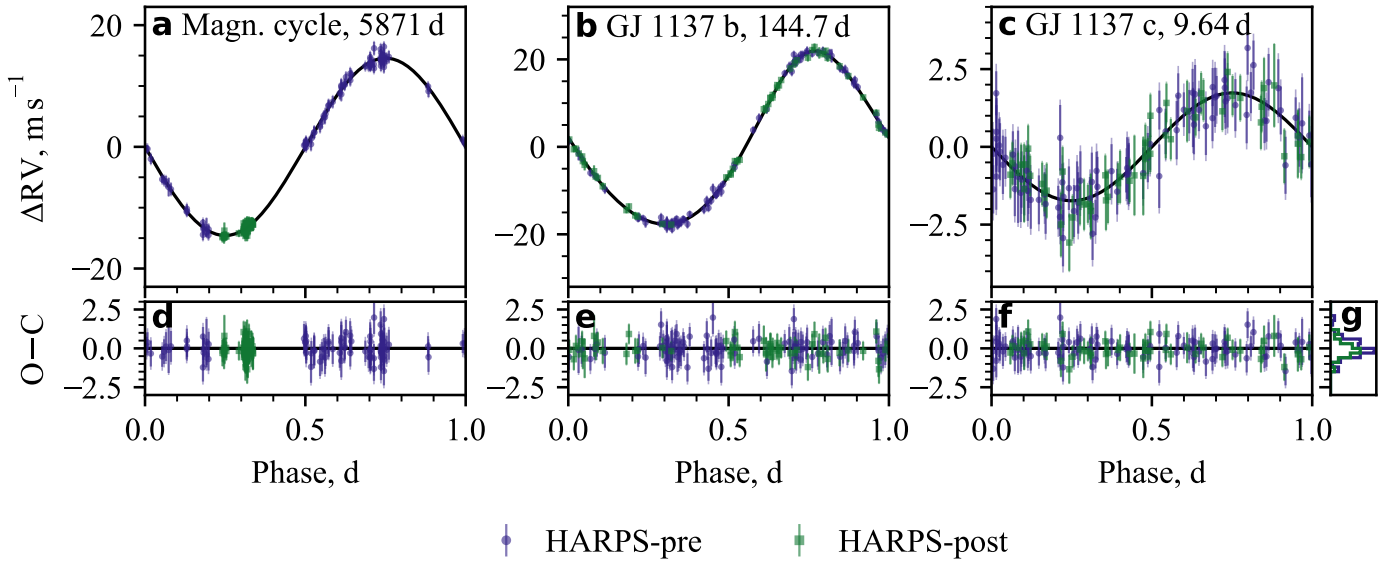 a Magn. cycle, 5871 d
b GJ 1137 b, 144.7 d
c GJ 1137 c, 9.64 d
ΔRV, m s⁻¹
20
0
−20
20
0
−20
2.5
0.0
−2.5
d
e
f
g
O−C
2.5
0.0
−2.5
2.5
0.0
−2.5
2.5
0.0
−2.5
0.0 0.5 1.0
0.0 0.5 1.0
0.0 0.5 1.0
Phase, d
Phase, d
Phase, d
HARPS-pre
HARPS-post